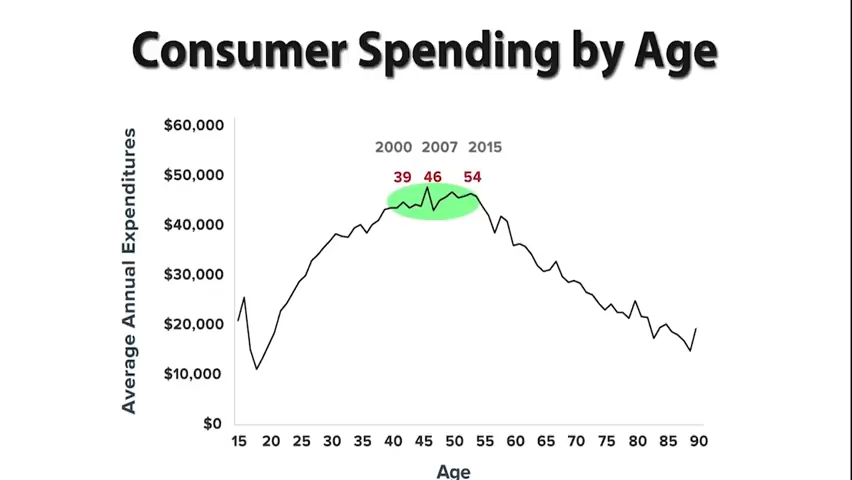 Consumer Spending by Age
Average Annual Expenditures
$60,000
$50,000
$40,000
$30,000
$20,000
$10,000
$0
2000 2007 2015
39 46 54
15 20 25 30 35 40 45 50 55 60 65 70 75 80 85 90
Age